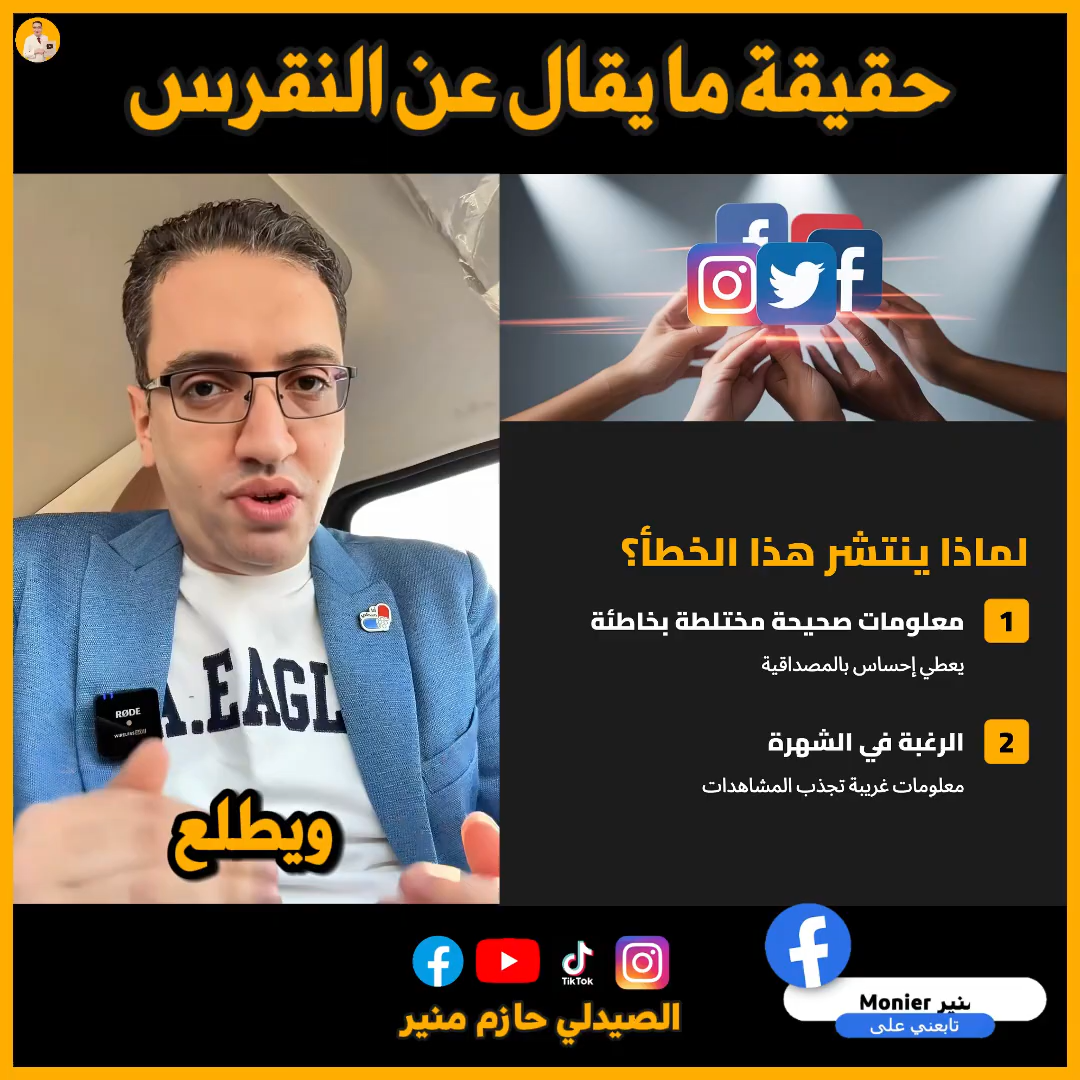 حقيقة ما يقال عن النقرس
لماذا ينتشر هذا الخطأ؟
1
معلومات صحيحة مختلطة بخاطئة
يعطي إحساس بالمصداقية
2
الرغبة في الشهرة
معلومات غريبة تجذب المشاهدات
A.EAGL
RØDE
ويطلع
TikTok
الصيدلي حازم منير
منير Monier
تابعني على